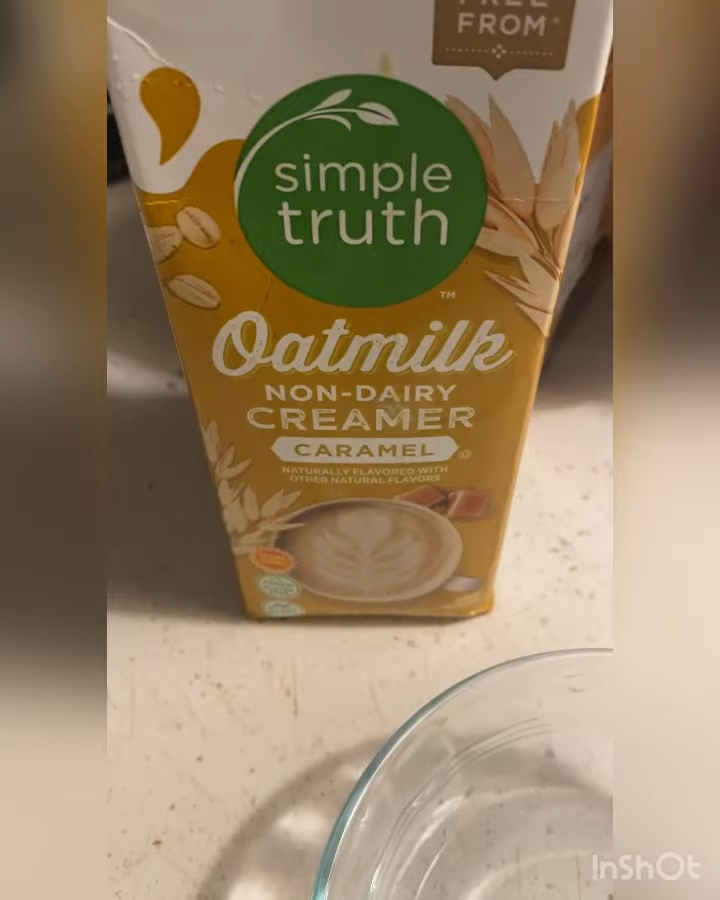 FREE
FROM®
simple
truth
™
Oatmilk
NON-DAIRY
CREAMER
CARAMEL
NATURALLY FLAVORED WITH
OTHER NATURAL FLAVORS
InShOt